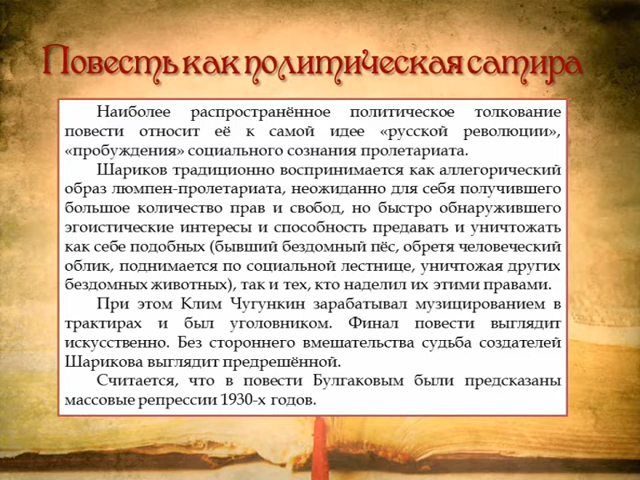 Повесть как политическая сатира
Наиболее распространённое политическое толкование
повести относит её к самой идее «русской революции»,
«пробуждения» социального сознания пролетариата.
Шариков традиционно воспринимается как аллегорический
образ люмпен-пролетариата, неожиданно для себя получившего
большое количество прав и свобод, но быстро обнаружившего
эгоистические интересы и способность предавать и уничтожать
как себе подобных (бывший бездомный пёс, обретя человеческий
облик, поднимается по социальной лестнице, уничтожая других
бездомных животных), так и тех, кто наделил их этими правами.
При этом Клим Чугункин зарабатывал музицированием в
трактирах и был уголовником. Финал повести выглядит
искусственно. Без стороннего вмешательства судьба создателей
Шарикова выглядит предрешённой.
Считается, что в повести Булгаковым были предсказаны
массовые репрессии 1930-х годов.